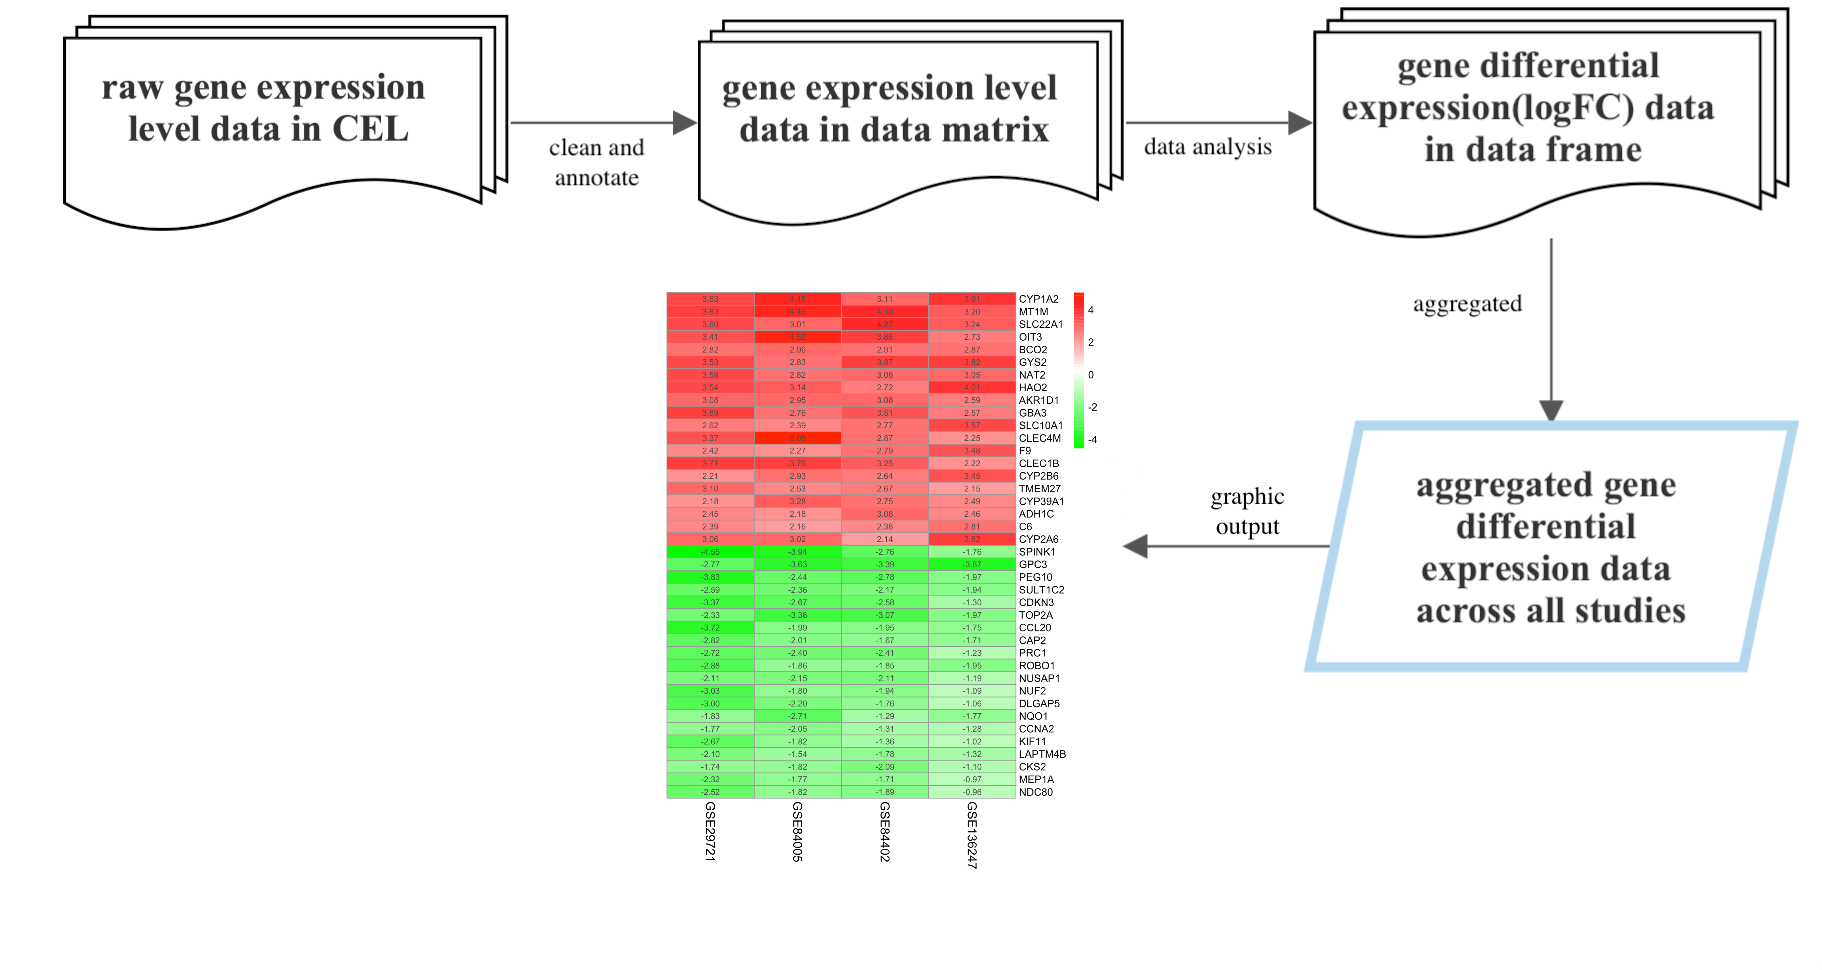 raw gene expression
level data in CEL
clean and
annotate
gene expression level
data in data matrix
data analysis
gene differential
expression(logFC) data
in data frame
aggregated
aggregated gene
differential
expression data
across all studies
graphic
output
3.83 4.45 3.11 3.91 CYP1A2
3.83 4.10 3.20 MT1M
3.60 3.01 4.27 3.24 SLC22A1
3.41 4.52 3.86 2.73 OIT3
2.82 2.96 2.91 2.87 BCO2
3.53 2.83 3.67 3.82 GYS2
3.59 2.82 3.06 3.05 NAT2
3.54 3.14 2.72 4.01 HAO2
3.08 2.95 3.08 2.59 AKR1D1
3.89 2.78 3.51 2.57 GBA3
2.62 2.39 2.77 3.57 SLC10A1
3.37 2.87 2.25 CLEC4M
2.42 2.27 2.79 3.48 F9
3.71 3.76 3.25 2.22 CLEC1B
2.21 2.93 2.64 3.45 CYP2B6
3.10 2.53 2.67 2.15 TMEM27
2.18 3.28 2.75 2.49 CYP39A1
2.45 2.18 3.08 2.46 ADH1C
2.39 2.16 2.38 2.81 C6
3.06 3.02 2.14 3.82 CYP2A6
-4.55 -3.94 -2.76 -1.76 SPINK1
-2.77 -3.63 -3.39 -3.87 GPC3
-3.83 -2.44 -2.78 -1.97 PEG10
-2.59 -2.36 -2.17 -1.94 SULT1C2
-3.37 -2.67 -2.58 -1.30 CDKN3
-2.33 -3.36 -3.07 -1.97 TOP2A
-3.72 -1.99 -1.95 -1.75 CCL20
-2.82 -2.01 -1.67 -1.71 CAP2
-2.72 -2.40 -2.41 -1.23 PRC1
-2.88 -1.86 -1.85 -1.95 ROBO1
-2.11 -2.15 -2.11 -1.19 NUSAP1
-3.03 -1.80 -1.94 -1.09 NUF2
-3.00 -2.20 -1.76 -1.06 DLGAP5
-1.83 -2.71 -1.29 -1.77 NQO1
-1.77 -2.05 -1.31 -1.28 CCNA2
-2.67 -1.82 -1.36 -1.02 KIF11
-2.10 -1.54 -1.78 -1.32 LAPTM4B
-1.74 -1.82 -2.09 -1.10 CKS2
-2.32 -1.77 -1.71 -0.97 MEP1A
-2.52 -1.82 -1.89 -0.96 NDC80
4
2
0
-2
-4
GSE29721
GSE84005
GSE84402
GSE136247